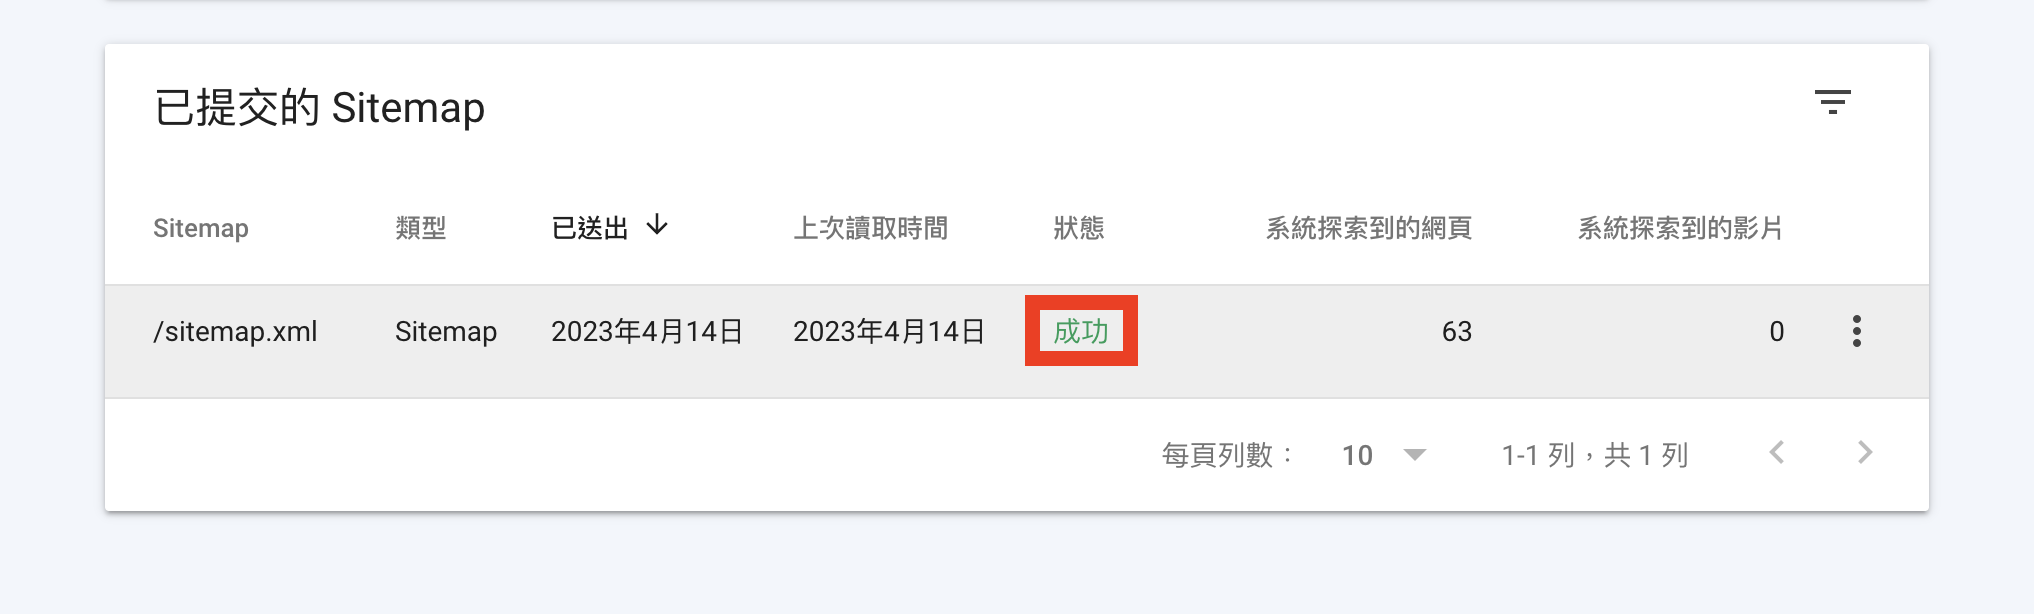 已提交的 Sitemap
Sitemap 類型 已送出 上次讀取時間 狀態 系統探索到的網頁 系統探索到的影片
/sitemap.xml Sitemap 2023年4月14日 2023年4月14日 成功 63 0
每頁列數： 10 1-1 列，共 1 列